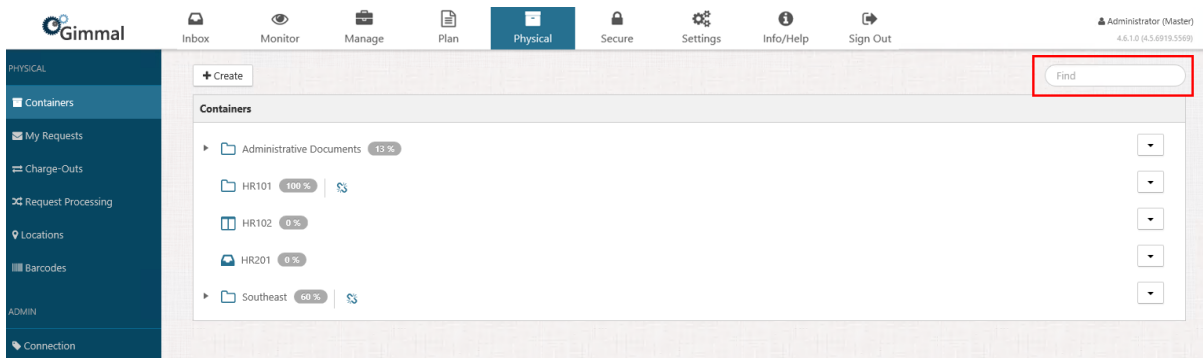 Gimmal
Inbox Monitor Manage Plan Physical Secure Settings Info/Help Sign Out
Administrator (Master)
4.6.1.0 (4.5.6919.5569)
PHYSICAL
Containers
My Requests
Charge-Outs
Request Processing
Locations
Barcodes
ADMIN
Connection
+ Create
Find
Containers
Administrative Documents 13 %
HR101 100 %
HR102 0 %
HR201 0 %
Southeast 60 %